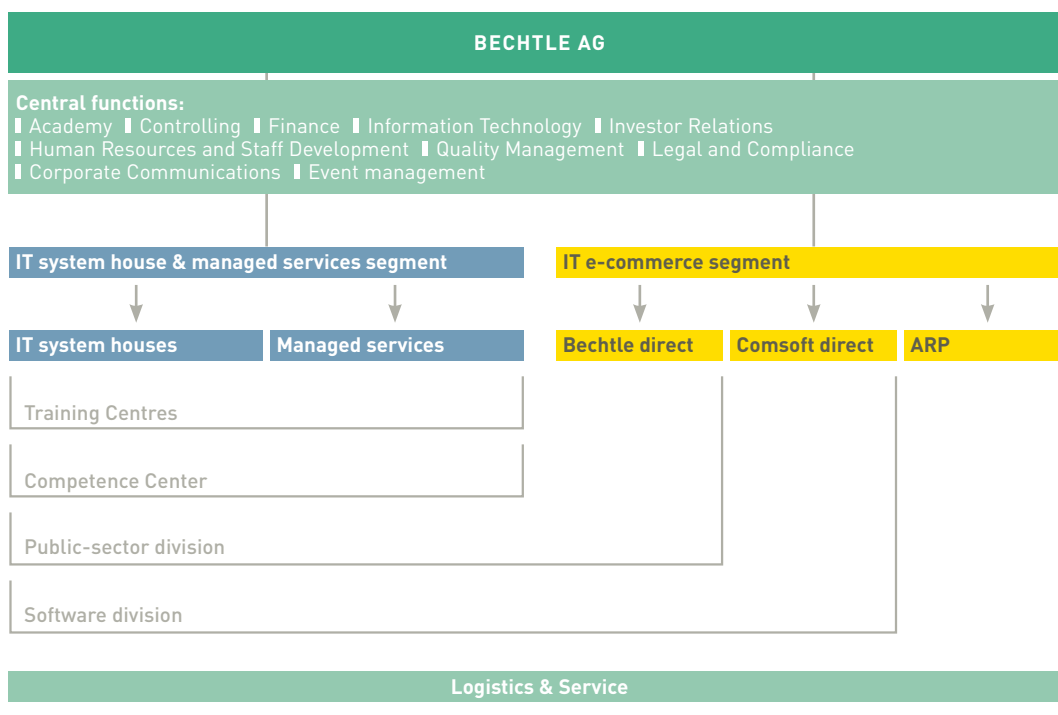 BECHTLE AG
Central functions:
Academy Controlling Finance Information Technology Investor Relations
Human Resources and Staff Development Quality Management Legal and Compliance
Corporate Communications Event management
IT system house & managed services segment IT e-commerce segment
IT system houses Managed services Bechtle direct Comsoft direct ARP
Training Centres
Competence Center
Public-sector division
Software division
Logistics & Service